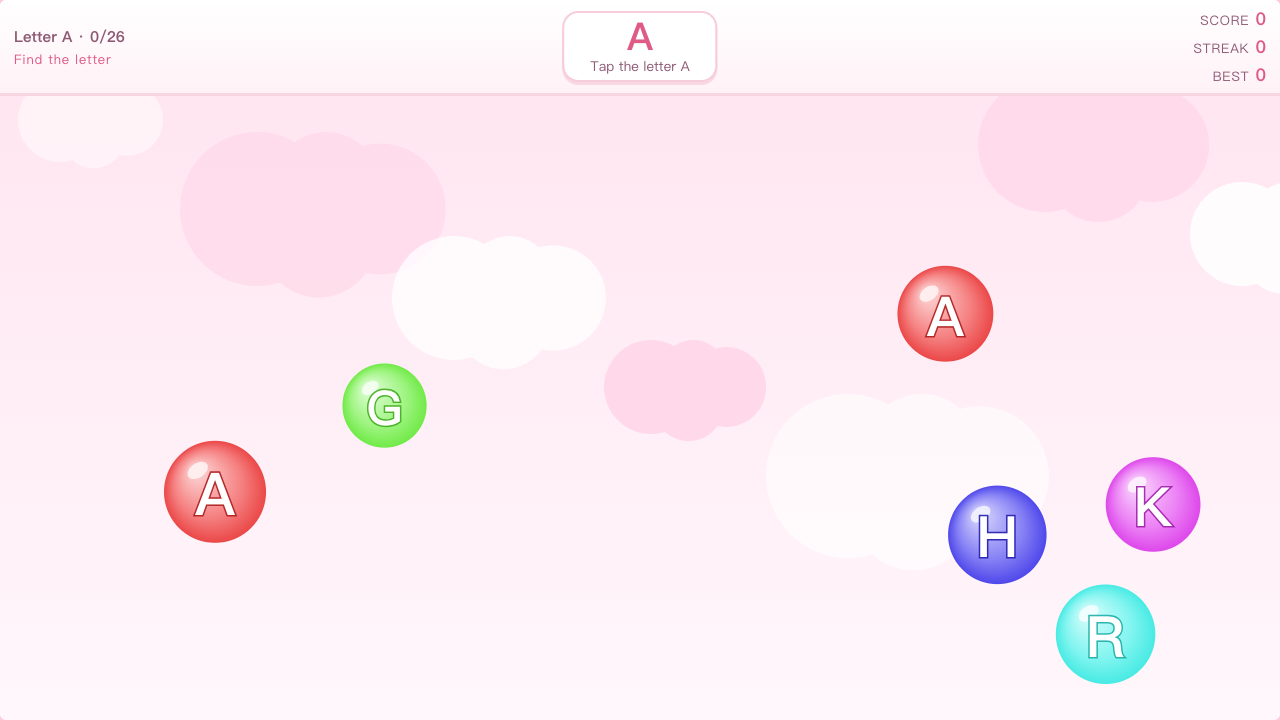 Letter A · 0/26
Find the letter
A
Tap the letter A
SCORE 0
STREAK 0
BEST 0
A
G
A
H
K
R